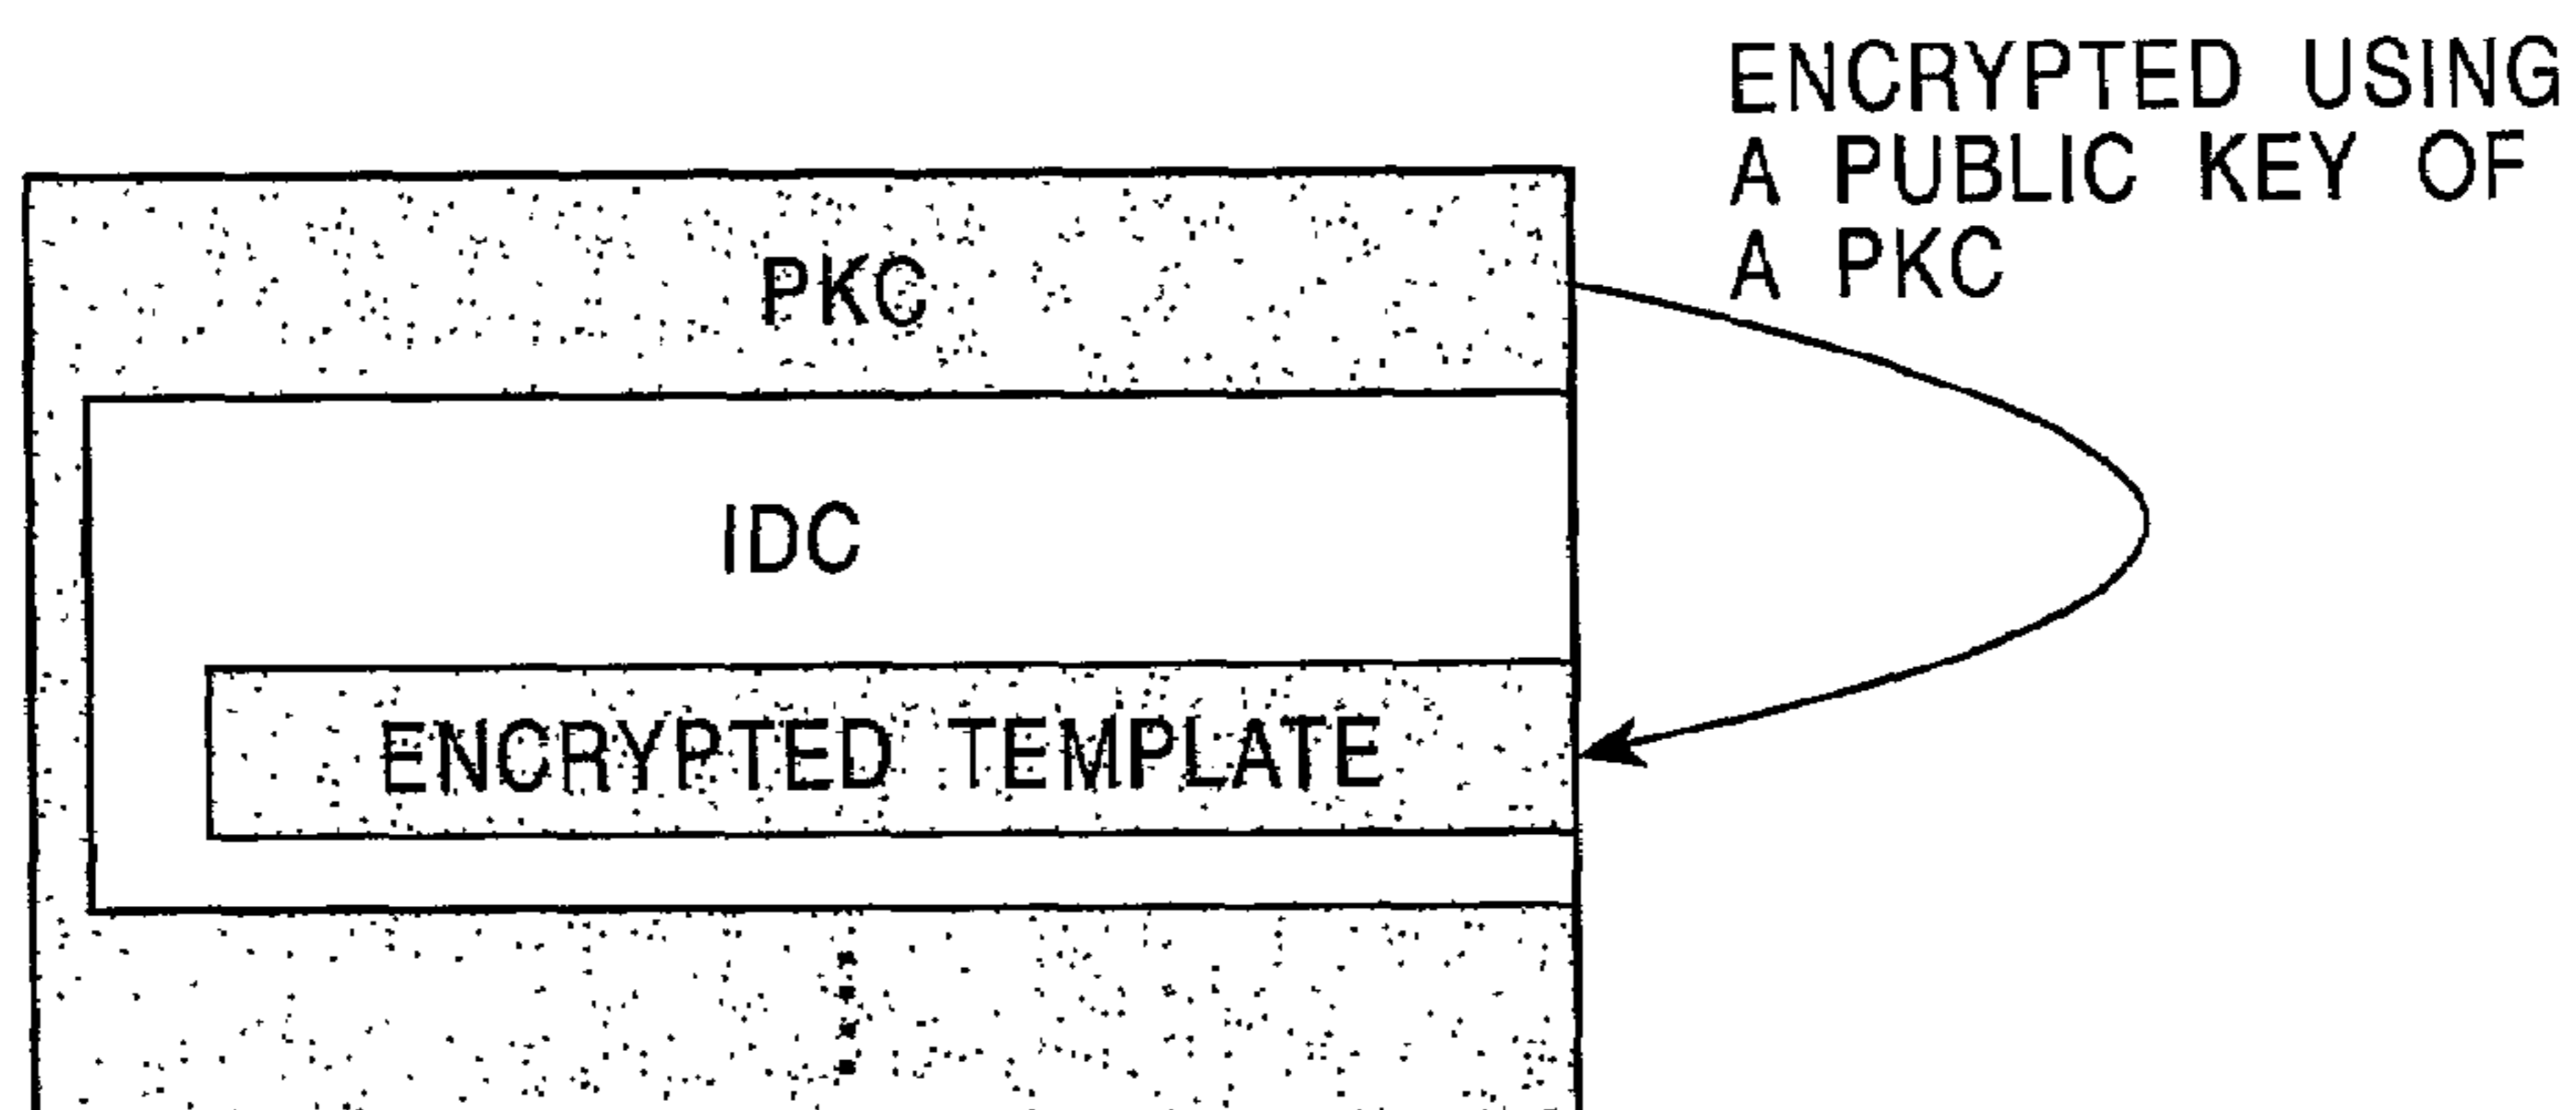 ENCRYPTED USING
A PUBLIC KEY OF
A PKC
PKC
IDC
ENCRYPTED TEMPLATE